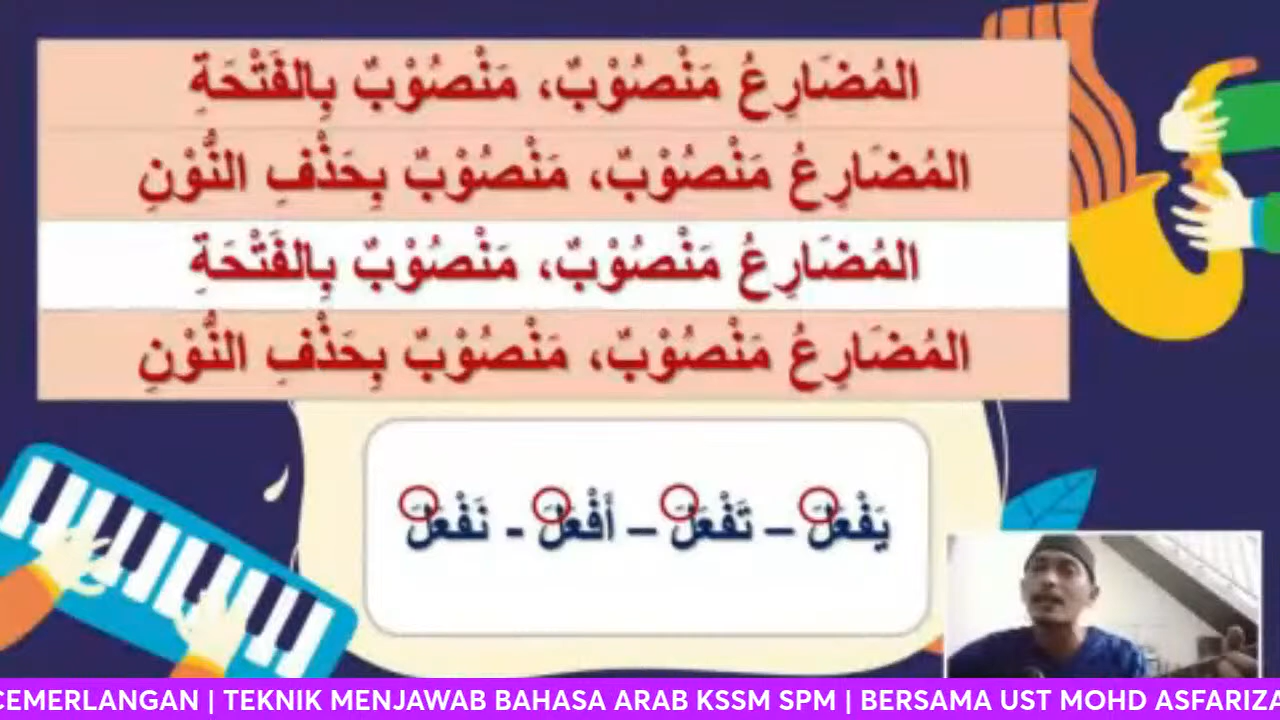 المُضَارِعُ مَنْصُوْبٌ، مَنْصُوْبٌ بِالفَتْحَةِ
المُضَارِعُ مَنْصُوْبٌ، مَنْصُوْبٌ بِحَذْفِ النُّوْنِ
المُضَارِعُ مَنْصُوْبٌ، مَنْصُوْبٌ بِالفَتْحَةِ
المُضَارِعُ مَنْصُوْبٌ، مَنْصُوْبٌ بِحَذْفِ النُّوْنِ
يَفْعَلَ – تَفْعَلَ – أَفْعَلَ - نَفْعَلَ
CEMERLANGAN | TEKNIK MENJAWAB BAHASA ARAB KSSM SPM | BERSAMA UST MOHD ASFARIZA